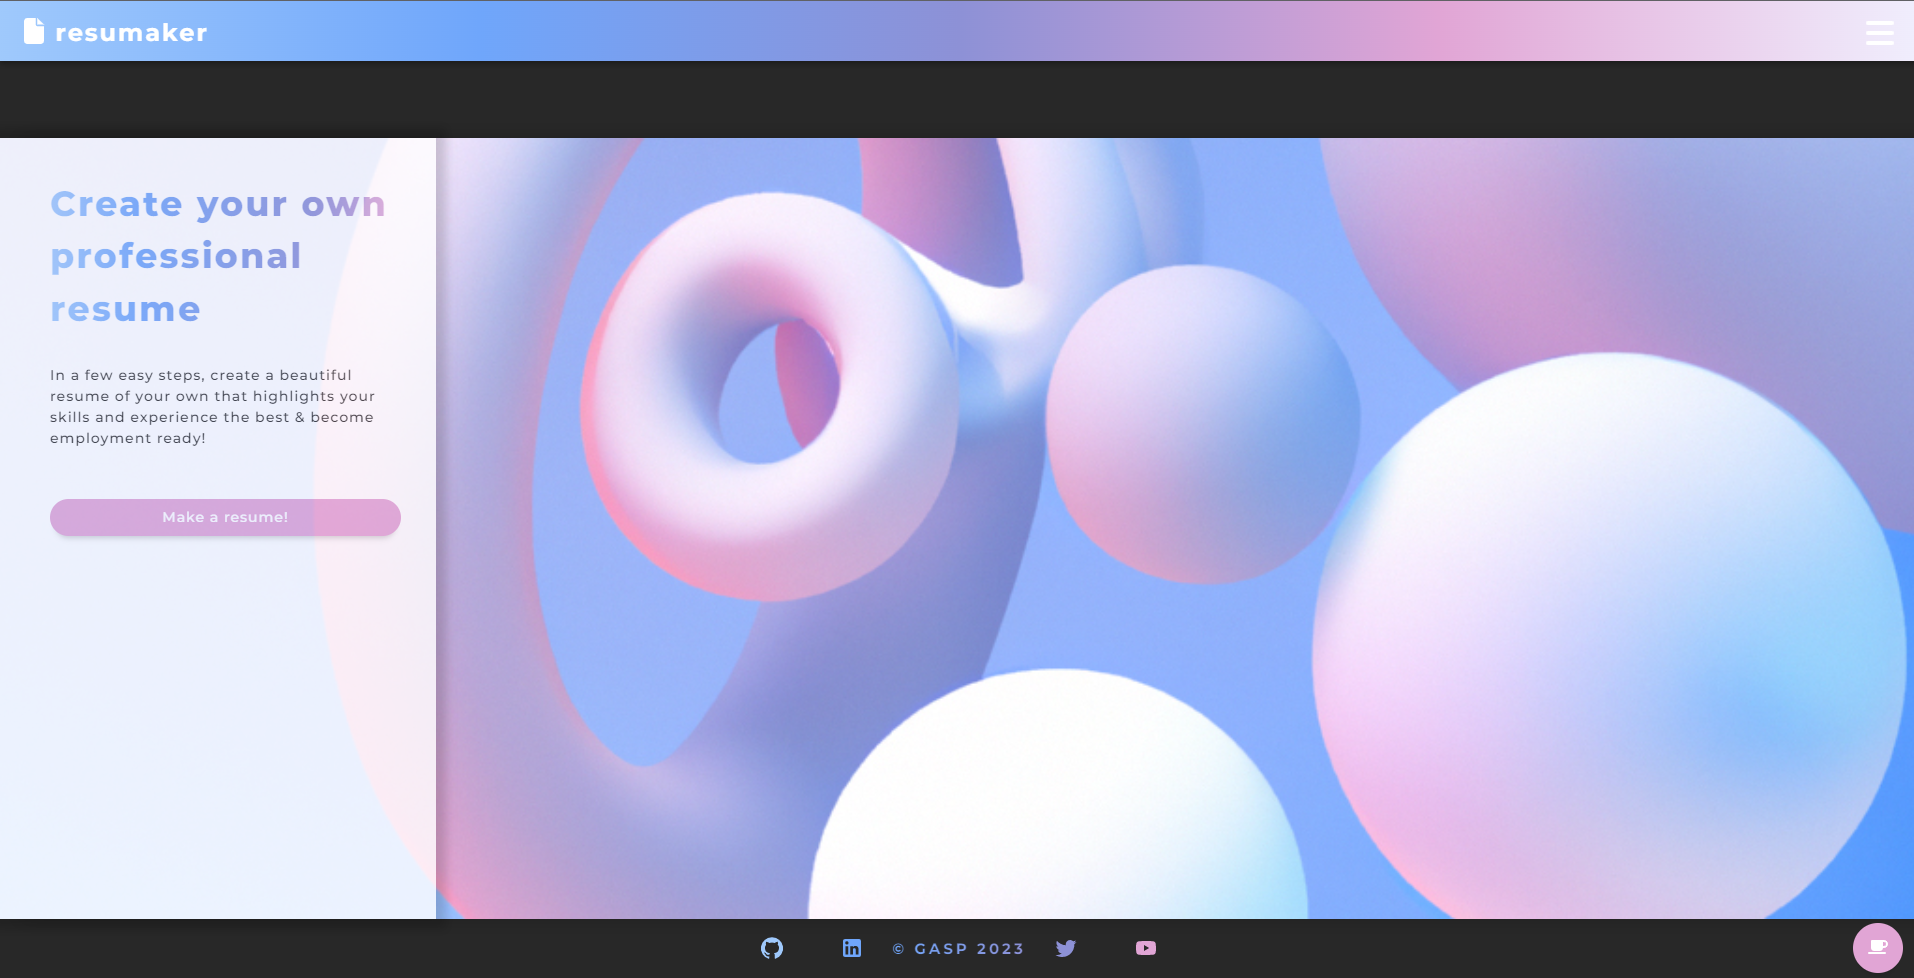 resumaker
Create your own
professional
resume
In a few easy steps, create a beautiful
resume of your own that highlights your
skills and experience the best & become
employment ready!
Make a resume!
© GASP 2023